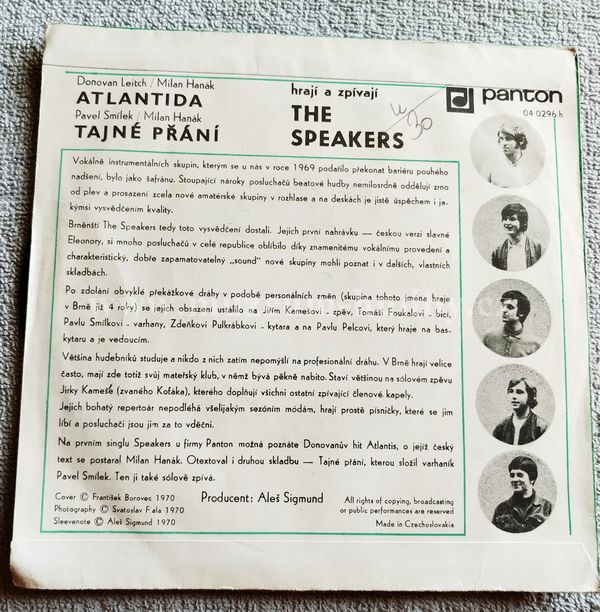 Donovan Leitch / Milan Hanák
ATLANTIDA
Pavel Smílek / Milan Hanák
TAJNÉ PŘÁNÍ
hrají a zpívají
THE
SPEAKERS
30
panton
04 0296 h
Vokálně instrumentálních skupin, kterým se u nás v roce 1969 podařilo překonat bariéru pouhého
nadšení, bylo jako šafránu. Stoupající nároky posluchačů beatové hudby nemilosrdně oddělují zrno
od plev a prosazení zcela nové amatérské skupiny v rozhlase a na deskách je jistě úspěchem i ja-
kýmsi vysvědčením kvality.
Brněnští The Speakers tedy toto vysvědčení dostali. Jejich první nahrávku — českou verzi slavné
Eleonory, si mnoho posluchačů v celé republice oblíbilo díky znamenitému vokálnímu provedení a
charakteristický, dobře zapamatovatelný „sound" nové skupiny mohli poznat i v dalších, vlastních
skladbách.
Po zdolání obvyklé překážkové dráhy v podobě personálních změn (skupina tohoto jména hraje
v Brně již 4 roky) se jejich obsazení ustálilo na Jiřím Kamešovi - zpěv, Tomáši Foukalovi - bicí,
Pavlu Smílkovi - varhany, Zdeňkovi Pulkrábkovi - kytara a na Pavlu Pelcovi, který hraje na bas-
kytaru a je vedoucím.
Většina hudebníků studuje a nikdo z nich zatím nepomýšlí na profesionální dráhu. V Brně hrají velice
často, mají zde totiž svůj mateřský klub, v němž bývá pěkně nabito. Staví většinou na sólovém zpěvu
Jirky Kameše (zvaného Koťaka), kterého doplňují všichni ostatní zpívající členové kapely.
Jejich bohatý repertoár nepodléhá všelijakým sezóním módám, hrají prostě písničky, které se jim
líbí a posluchači jsou jim za to vděčni.
Na prvním singlu Speakers u firmy Panton možná poznáte Donovanův hit Atlantis, o jejíž český
text se postaral Milan Hanák. Otextoval i druhou skladbu — Tajné přání, kterou složil varhaník
Pavel Smílek. Ten ji také sólově zpívá.
Cover © František Borovec 1970
Photography © Svatoslav Fiala 1970
Sleevenote © Aleš Sigmund 1970
Producent: Aleš Sigmund
All rights of copying, broadcasting
or public performances are reserved
Made in Czechoslovakia